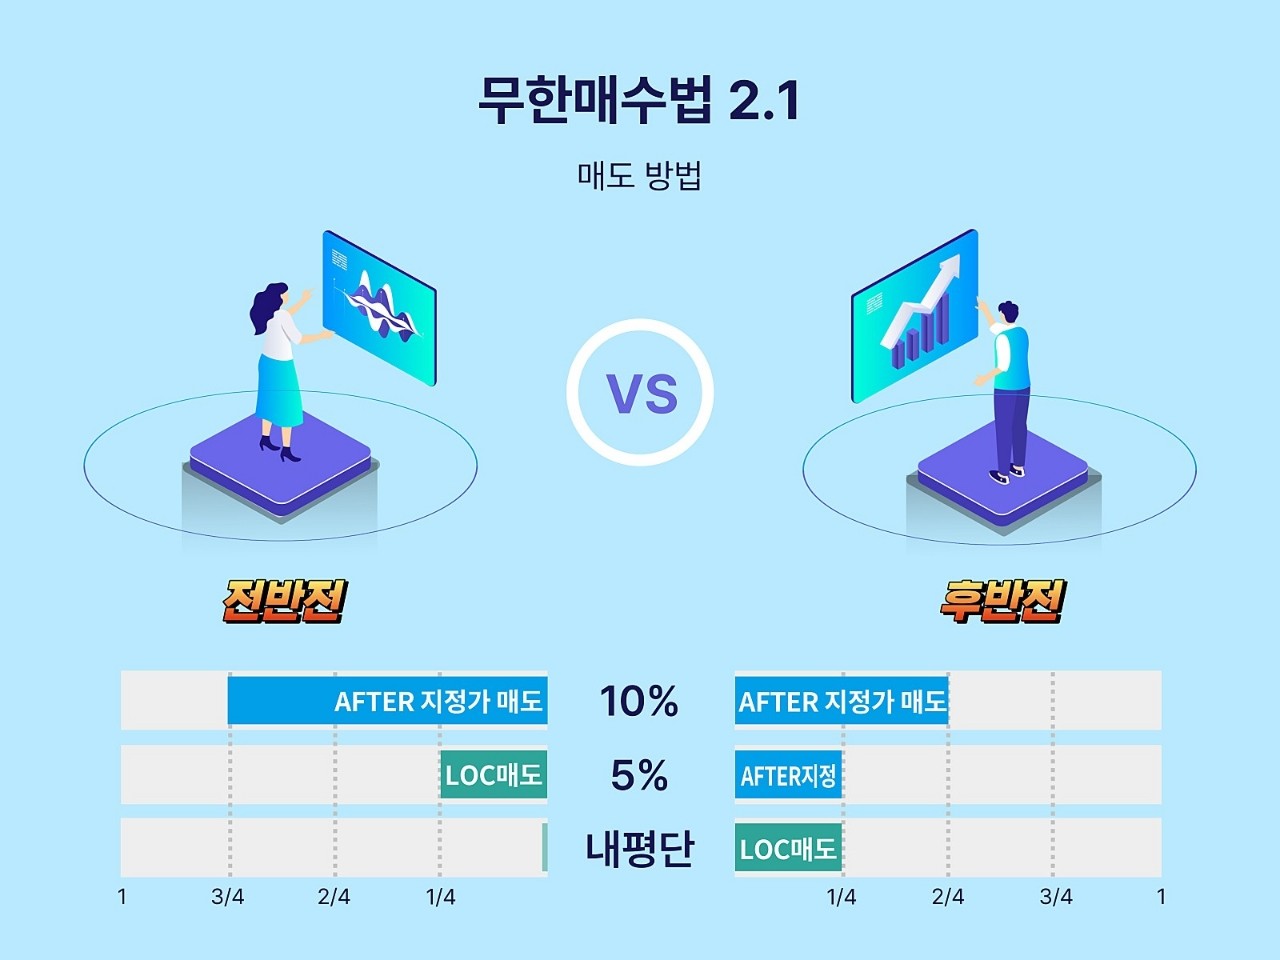 무한매수법 2.1
매도 방법
VS
전반전
후반전
AFTER 지정가 매도
10%
AFTER 지정가 매도
LOC매도
5%
AFTER지정
내평단
LOC매도
1
3/4
2/4
1/4
1/4
2/4
3/4
1